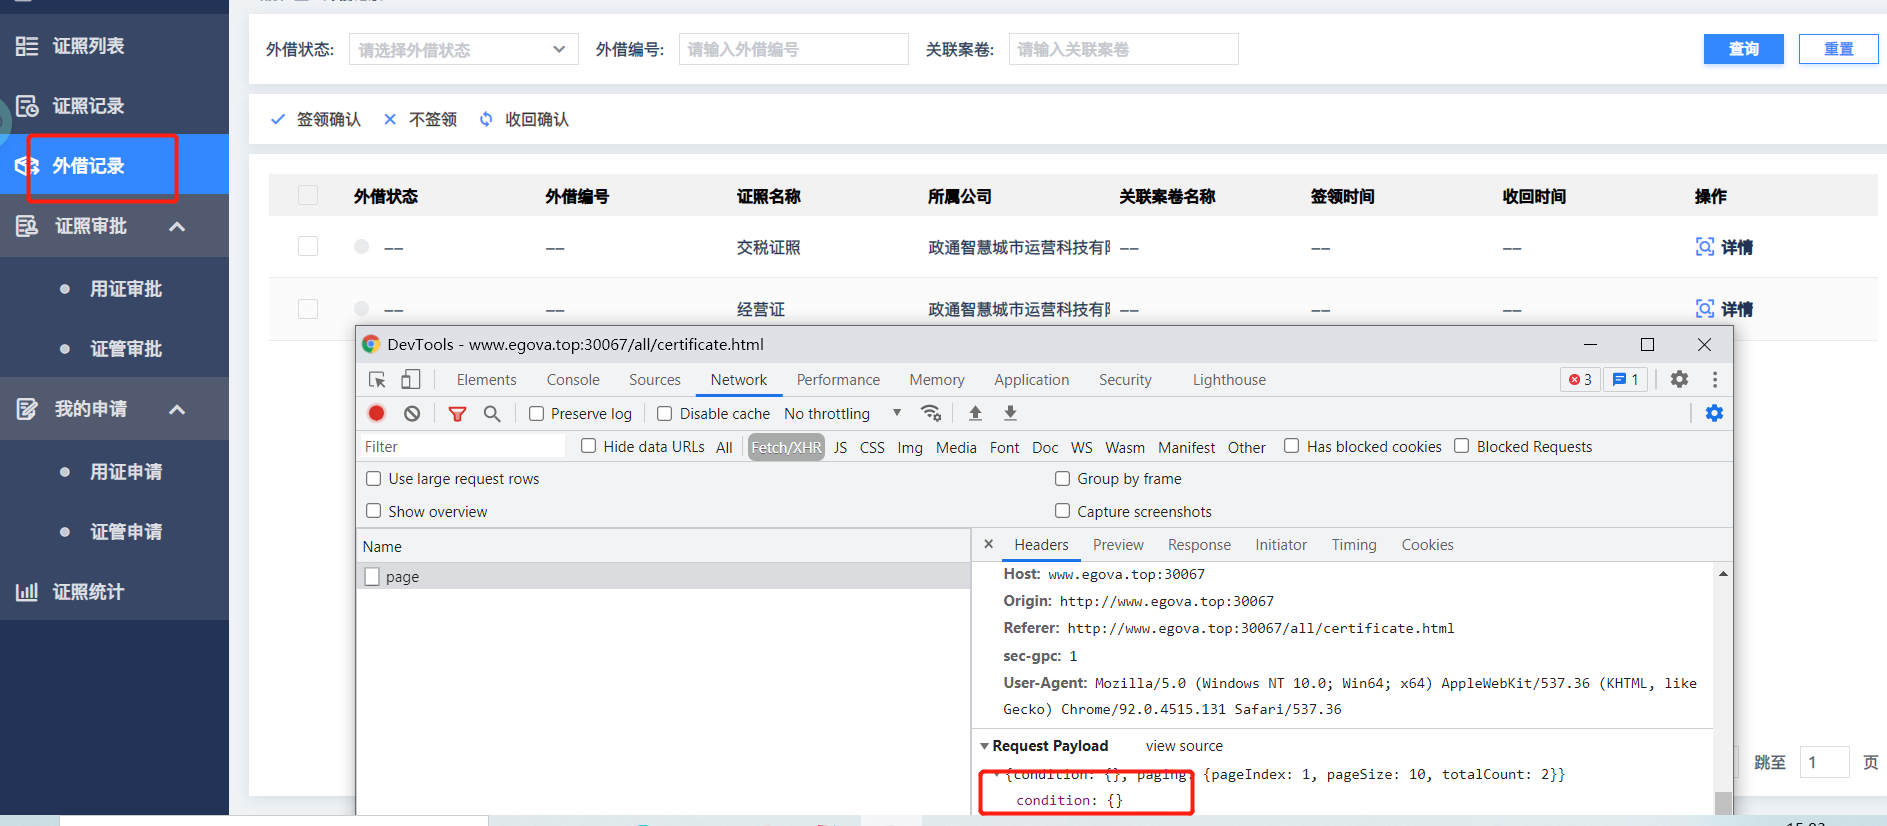 证照列表
证照记录
外借记录
证照审批
用证审批
证管审批
我的申请
用证申请
证管申请
证照统计
外借状态: 请选择外借状态 外借编号: 请输入外借编号 关联案卷: 请输入关联案卷 查询 重置
签领确认 不签领 收回确认
外借状态 外借编号 证照名称 所属公司 关联案卷名称 签领时间 收回时间 操作
—— —— 交税证照 政通智慧城市运营科技有 —— —— —— 详情
—— —— 经营证 政通智慧城市运营科技有 —— —— —— 详情
DevTools - www.egova.top:30067/all/certificate.html
Elements Console Sources Network Performance Memory Application Security Lighthouse 3 1
Preserve log Disable cache No throttling
Filter Hide data URLs All Fetch/XHR JS CSS Img Media Font Doc WS Wasm Manifest Other Has blocked cookies Blocked Requests
Use large request rows Group by frame
Show overview Capture screenshots
Name
page
Headers Preview Response Initiator Timing Cookies
Host: www.egova.top:30067
Origin: http://www.egova.top:30067
Referer: http://www.egova.top:30067/all/certificate.html
sec-gpc: 1
User-Agent: Mozilla/5.0 (Windows NT 10.0; Win64; x64) AppleWebKit/537.36 (KHTML, like
Gecko) Chrome/92.0.4515.131 Safari/537.36
Request Payload view source
{condition: {}, paging: {pageIndex: 1, pageSize: 10, totalCount: 2}}
condition: {}
跳至 1 页